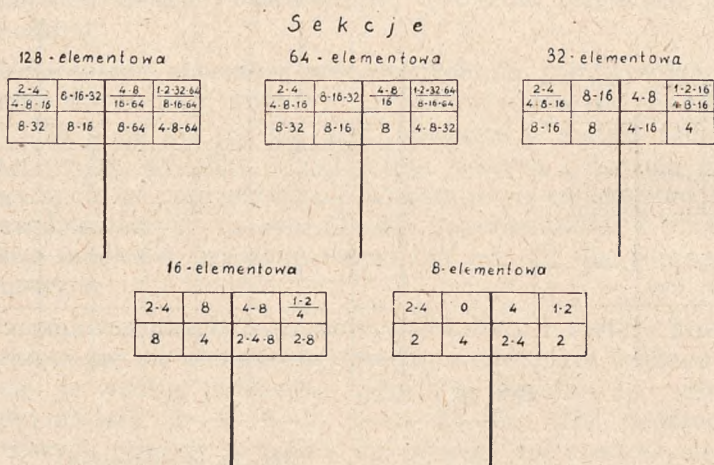 Sekcje
128-elementowa
2-4 / 4-8-16 8-16-32 4-8 / 16-64 1-2-32-64 / 8-16-64
8-32 8-16 8-64 4-8-64
64-elementowa
2-4 / 4-8-16 8-16-32 4-8 / 16 1-2-32-64 / 8-16-64
8-32 8-16 8 4-8-32
32-elementowa
2-4 / 4-8-16 8-16 4-8 1-2-16 / 4-8-16
8-16 8 4-16 4
16-elementowa
2-4 8 4-8 1-2 / 4
8 4 2-4-8 2-8
8-elementowa
2-4 0 4 1-2
2 4 2-4 2